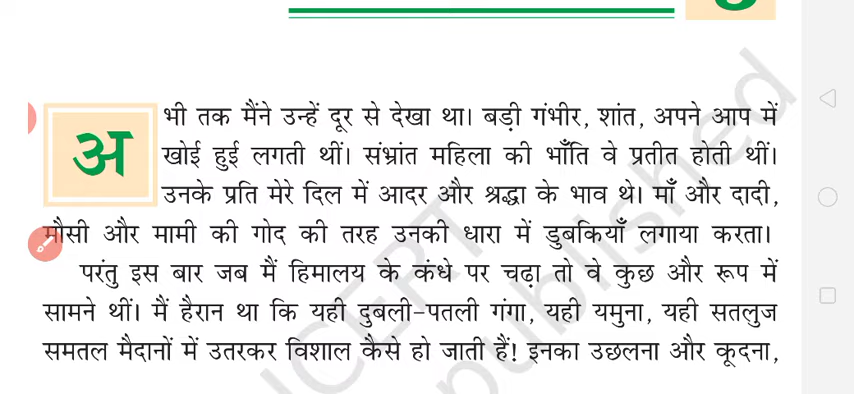 अभी तक मैंने उन्हें दूर से देखा था। बड़ी गंभीर, शांत, अपने आप में
खोई हुई लगती थीं। संभ्रांत महिला की भाँति वे प्रतीत होती थीं।
उनके प्रति मेरे दिल में आदर और श्रद्धा के भाव थे। माँ और दादी,
मौसी और मामी की गोद की तरह उनकी धारा में डुबकियाँ लगाया करता।
परंतु इस बार जब मैं हिमालय के कंधे पर चढ़ा तो वे कुछ और रूप में
सामने थीं। मैं हैरान था कि यही दुबली-पतली गंगा, यही यमुना, यही सतलुज
समतल मैदानों में उतरकर विशाल कैसे हो जाती हैं! इनका उछलना और कूदना,
NCERT
published